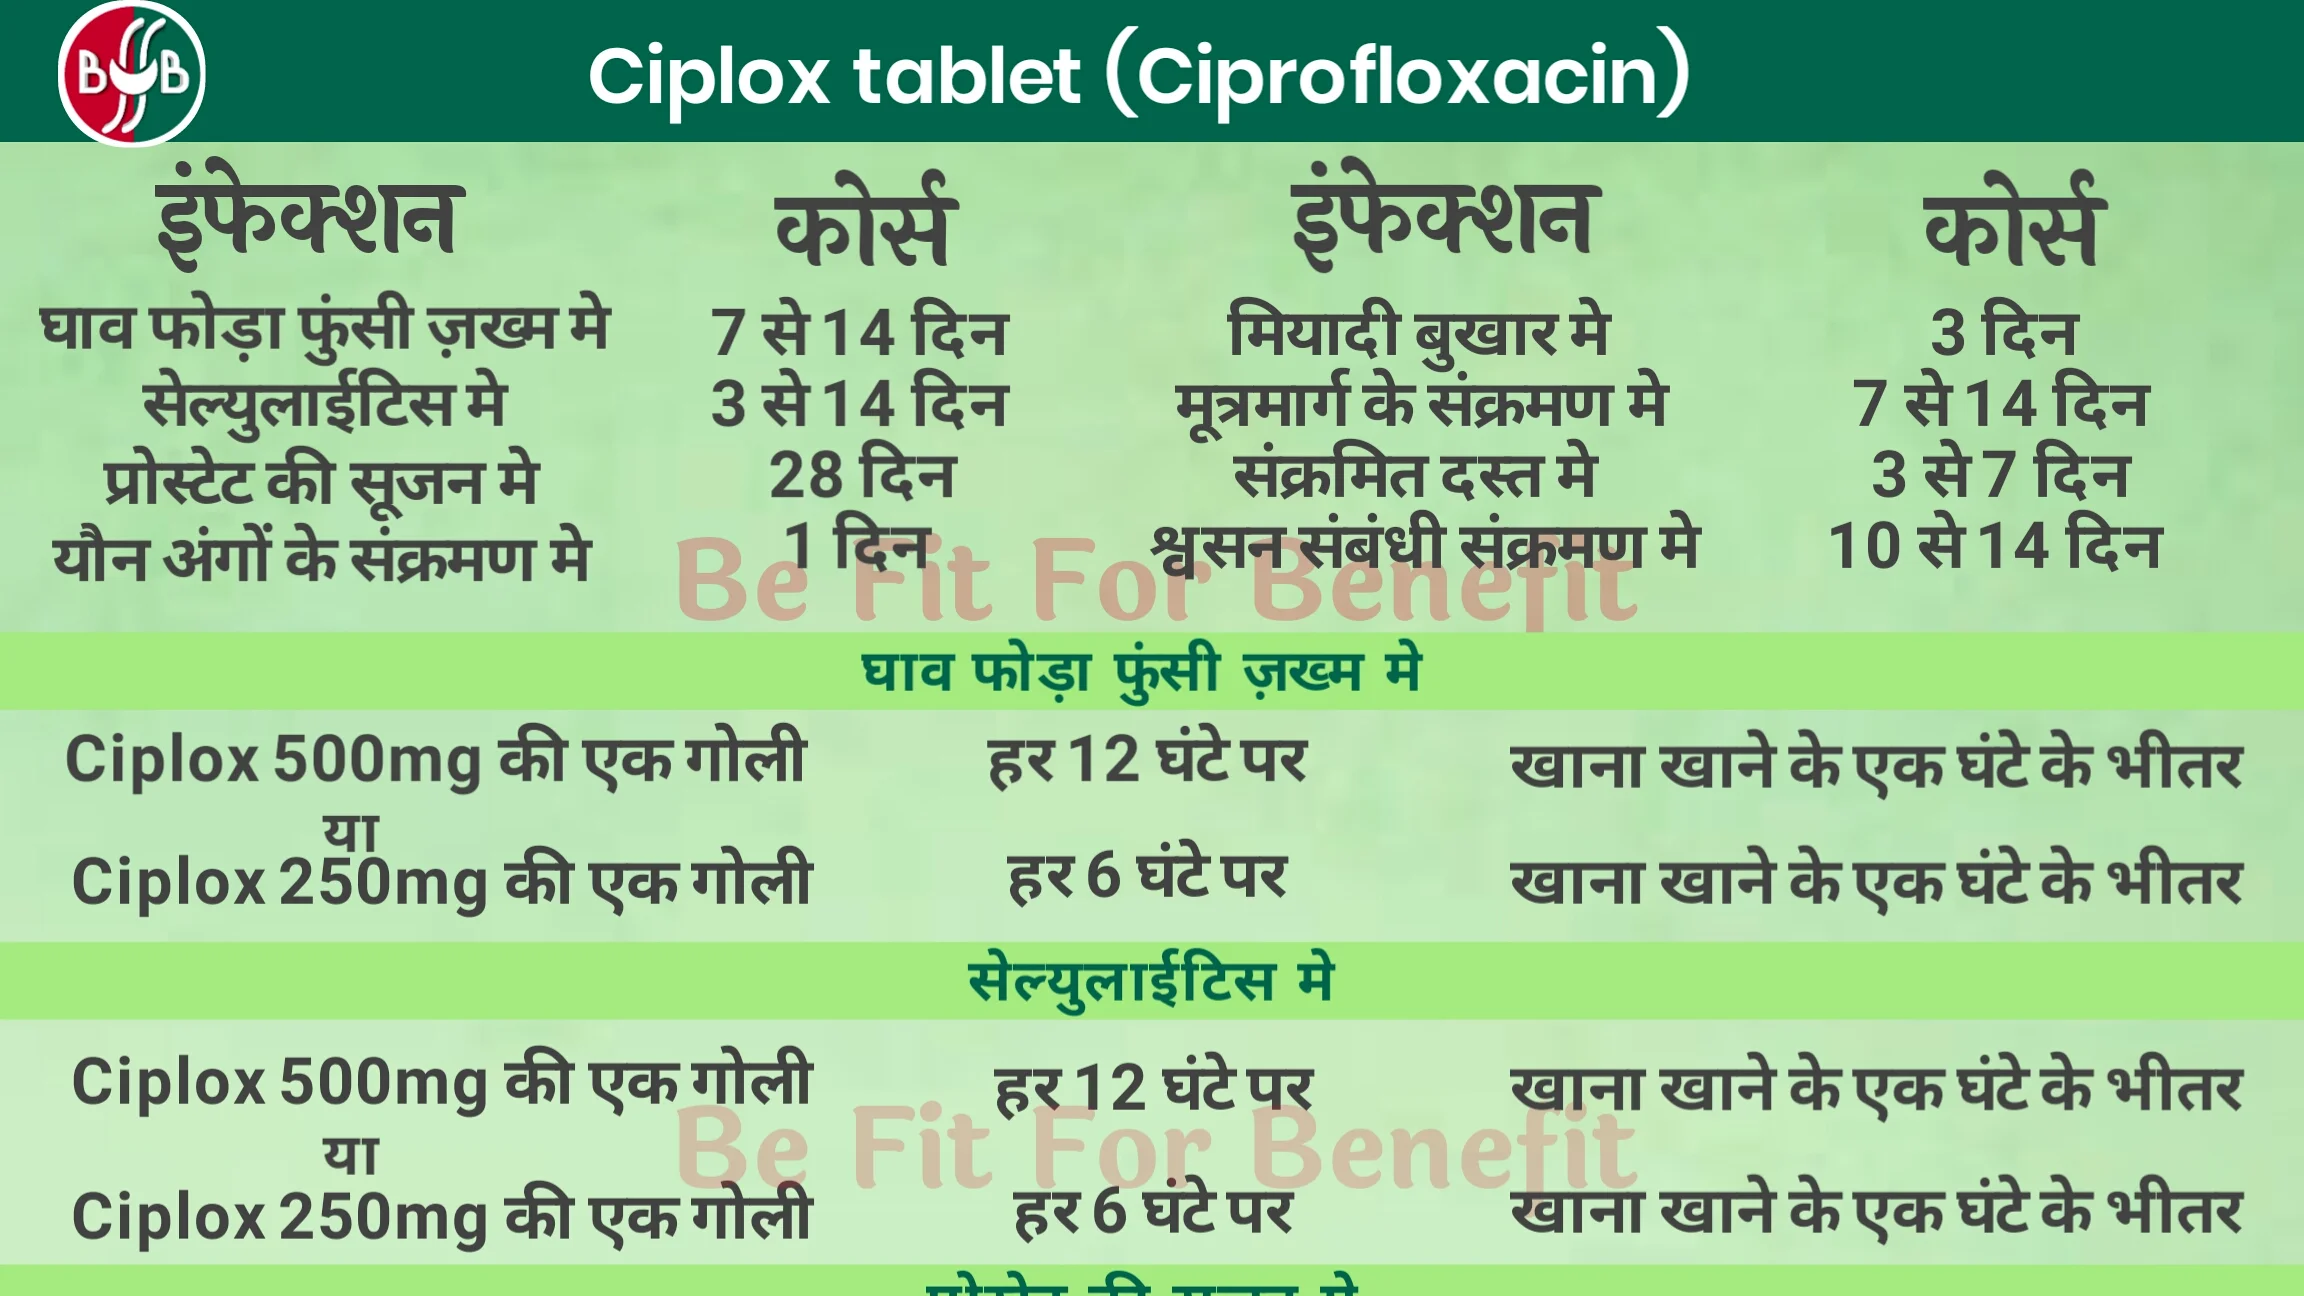 BB
Ciplox tablet (Ciprofloxacin)
इंफेक्शन कोर्स इंफेक्शन कोर्स
घाव फोड़ा फुंसी ज़ख्म मे 7 से 14 दिन मियादी बुखार मे 3 दिन
सेल्युलाईटिस मे 3 से 14 दिन मूत्रमार्ग के संक्रमण मे 7 से 14 दिन
प्रोस्टेट की सूजन मे 28 दिन संक्रमित दस्त मे 3 से 7 दिन
यौन अंगों के संक्रमण मे 1 दिन श्वसन संबंधी संक्रमण मे 10 से 14 दिन
Be Fit For Benefit
घाव फोड़ा फुंसी ज़ख्म मे
Ciplox 500mg की एक गोली हर 12 घंटे पर खाना खाने के एक घंटे के भीतर
या
Ciplox 250mg की एक गोली हर 6 घंटे पर खाना खाने के एक घंटे के भीतर
सेल्युलाईटिस मे
Ciplox 500mg की एक गोली हर 12 घंटे पर खाना खाने के एक घंटे के भीतर
या
Be Fit For Benefit
Ciplox 250mg की एक गोली हर 6 घंटे पर खाना खाने के एक घंटे के भीतर